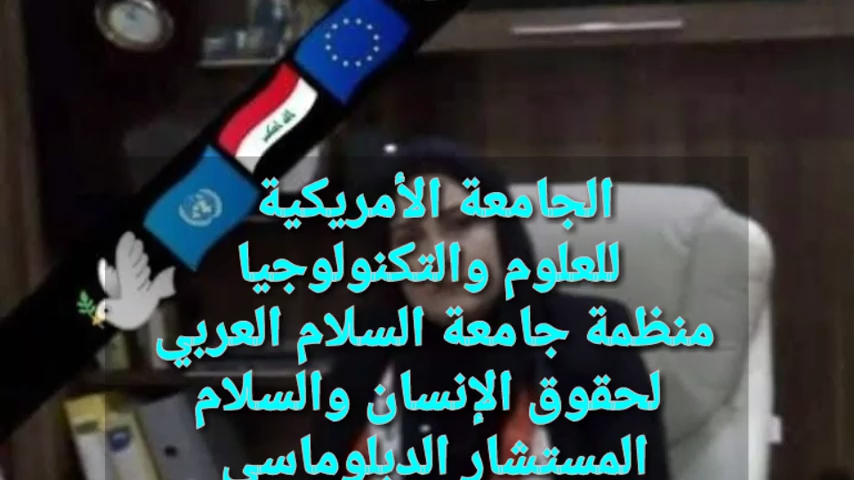 الجامعة الأمريكية
للعلوم والتكنولوجيا
منظمة جامعة السلام العربي
لحقوق الإنسان والسلام
المستشار الدبلوماسي